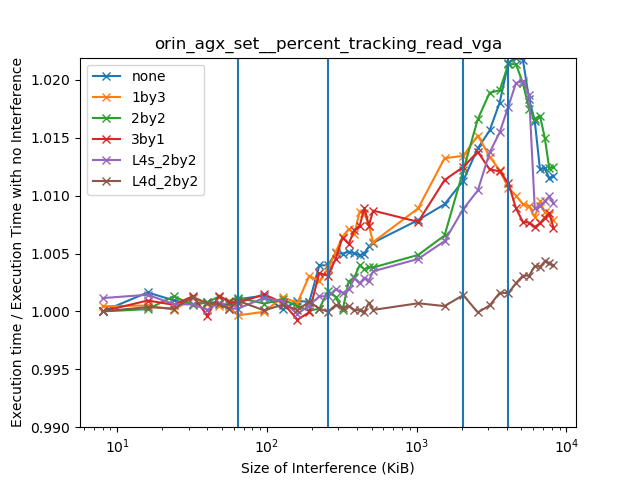 orin_agx_set__percent_tracking_read_vga
Execution time / Execution Time with no Interference
1.020
1.015
1.010
1.005
1.000
0.995
0.990
none
1by3
2by2
3by1
L4s_2by2
L4d_2by2
10¹ 10² 10³ 10⁴
Size of Interference (KiB)